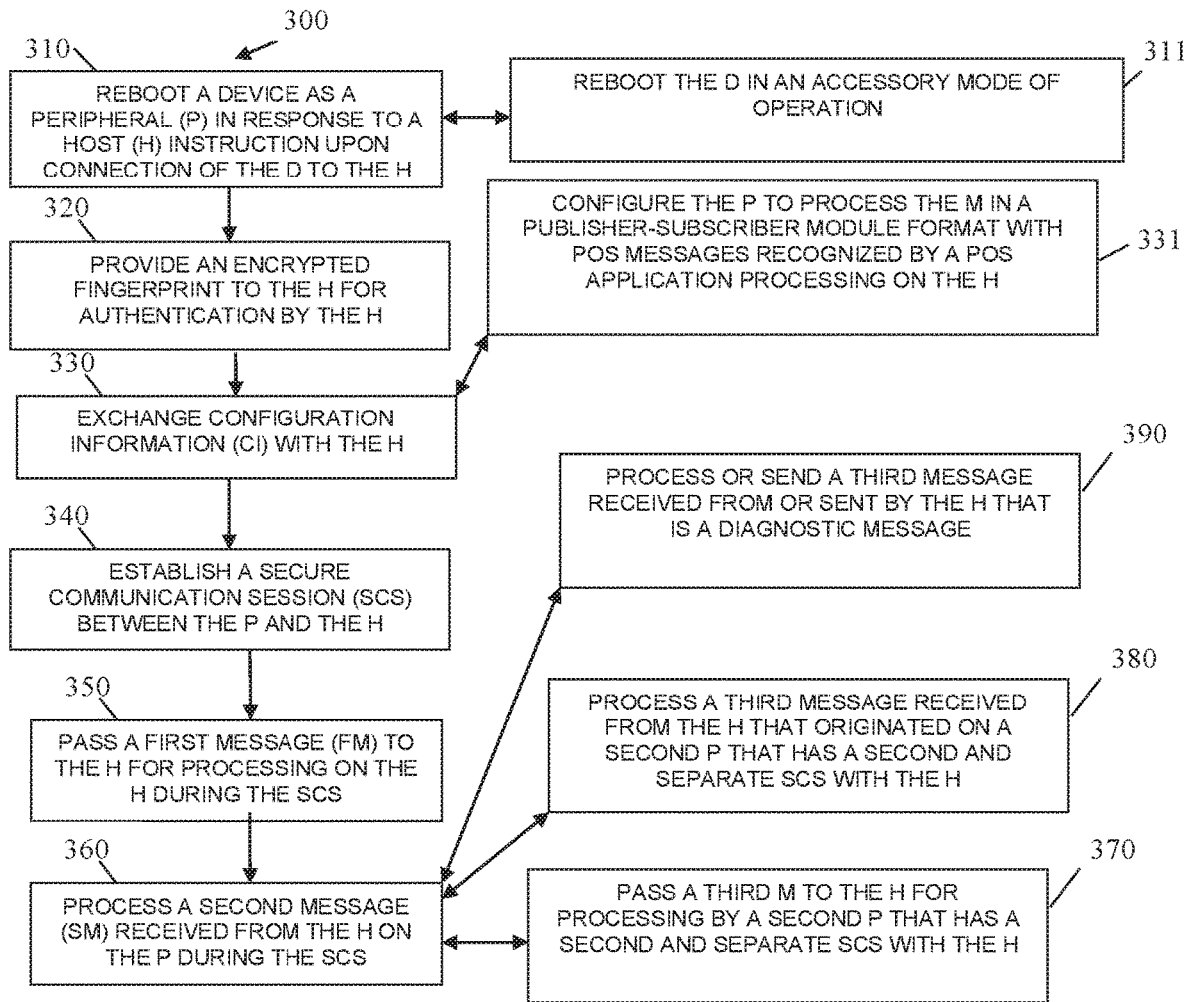 300
310
REBOOT A DEVICE AS A
PERIPHERAL (P) IN RESPONSE TO A
HOST (H) INSTRUCTION UPON
CONNECTION OF THE D TO THE H
311
REBOOT THE D IN AN ACCESSORY MODE OF
OPERATION
320
PROVIDE AN ENCRYPTED
FINGERPRINT TO THE H FOR
AUTHENTICATION BY THE H
331
CONFIGURE THE P TO PROCESS THE M IN A
PUBLISHER-SUBSCRIBER MODULE FORMAT WITH
POS MESSAGES RECOGNIZED BY A POS
APPLICATION PROCESSING ON THE H
330
EXCHANGE CONFIGURATION
INFORMATION (CI) WITH THE H
340
ESTABLISH A SECURE
COMMUNICATION SESSION (SCS)
BETWEEN THE P AND THE H
390
PROCESS OR SEND A THIRD MESSAGE
RECEIVED FROM OR SENT BY THE H THAT
IS A DIAGNOSTIC MESSAGE
350
PASS A FIRST MESSAGE (FM) TO
THE H FOR PROCESSING ON THE
H DURING THE SCS
380
PROCESS A THIRD MESSAGE RECEIVED
FROM THE H THAT ORIGINATED ON A
SECOND P THAT HAS A SECOND AND
SEPARATE SCS WITH THE H
360
PROCESS A SECOND MESSAGE
(SM) RECEIVED FROM THE H ON
THE P DURING THE SCS
370
PASS A THIRD M TO THE H FOR
PROCESSING BY A SECOND P THAT HAS A
SECOND AND SEPARATE SCS WITH THE H